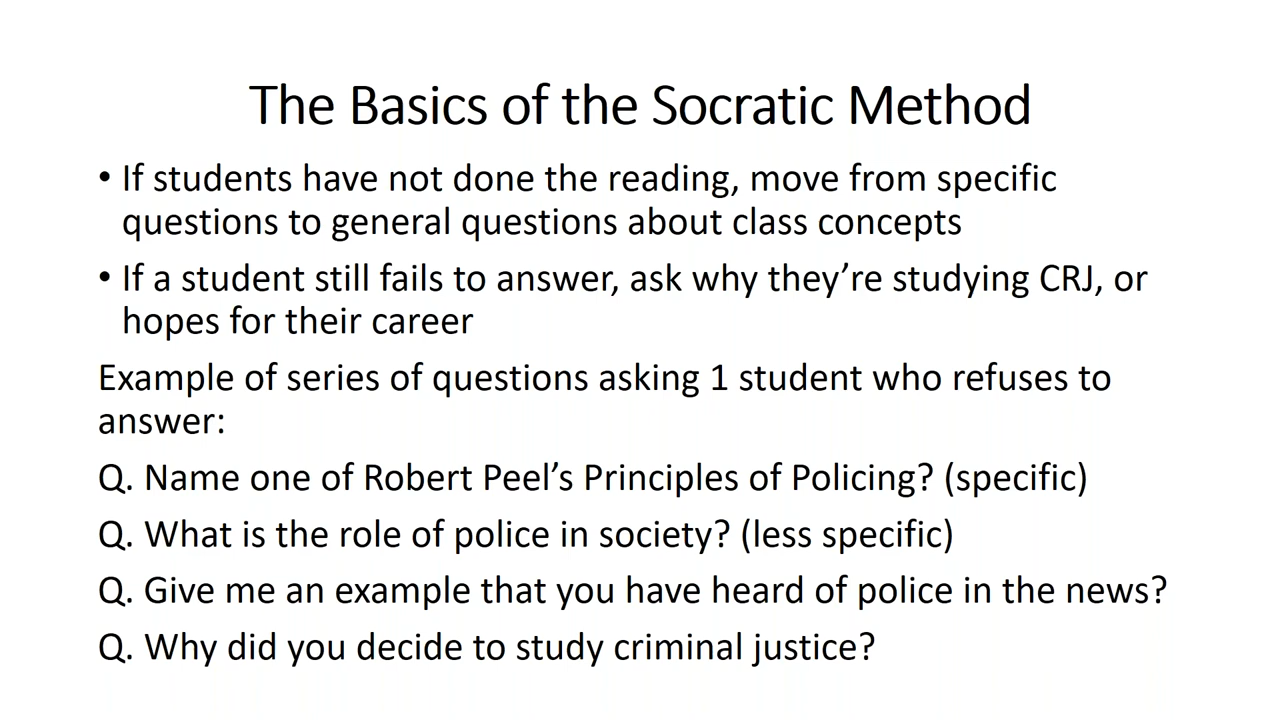 The Basics of the Socratic Method
• If students have not done the reading, move from specific
questions to general questions about class concepts
• If a student still fails to answer, ask why they’re studying CRJ, or
hopes for their career
Example of series of questions asking 1 student who refuses to
answer:
Q. Name one of Robert Peel’s Principles of Policing? (specific)
Q. What is the role of police in society? (less specific)
Q. Give me an example that you have heard of police in the news?
Q. Why did you decide to study criminal justice?